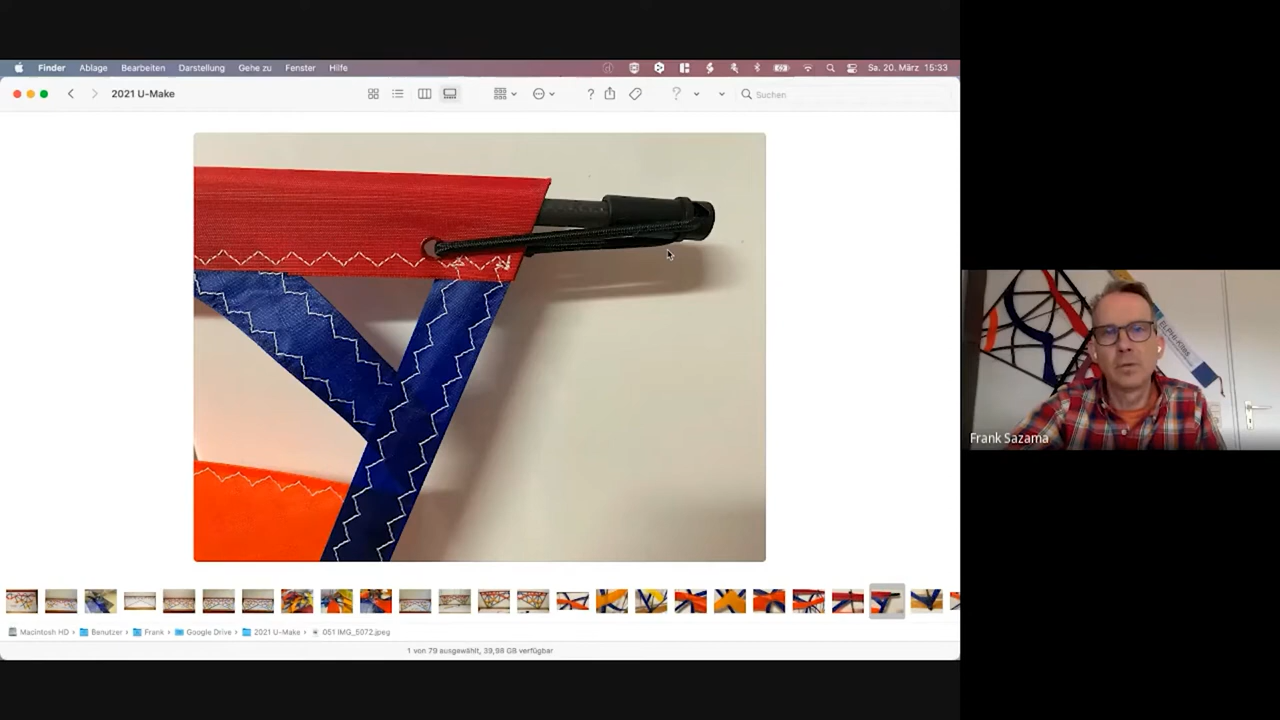 Finder Ablage Bearbeiten Darstellung Gehe zu Fenster Hilfe Sa. 20. März 15:33
2021 U-Make
? ? Suchen
Frank Sazama
Macintosh HD › Benutzer › Frank › Google Drive › 2021 U-Make › 051 IMG_5072.jpeg
1 von 79 ausgewählt, 39,98 GB verfügbar